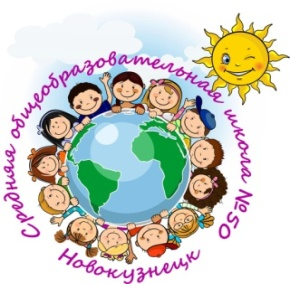 Средняя общеобразовательная школа №50
Новокузнецк